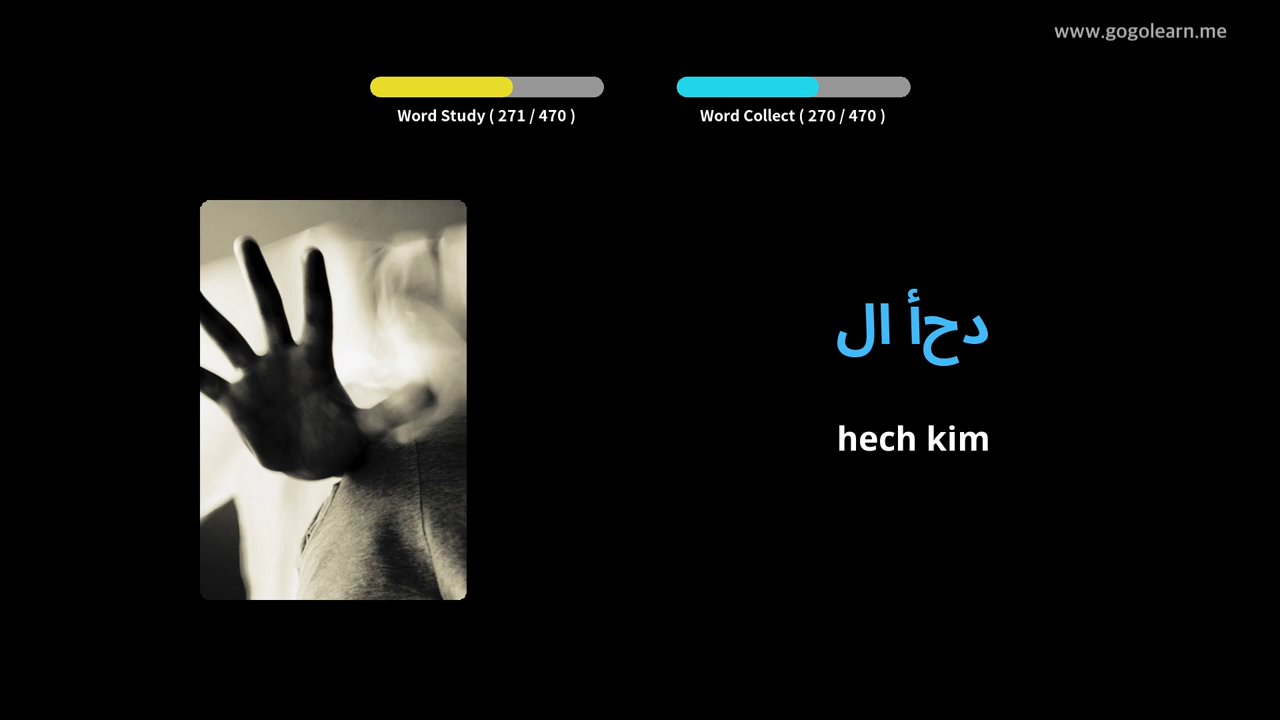 www.gogolearn.me
Word Study ( 271 / 470 )
Word Collect ( 270 / 470 )
دحأ ال
hech kim